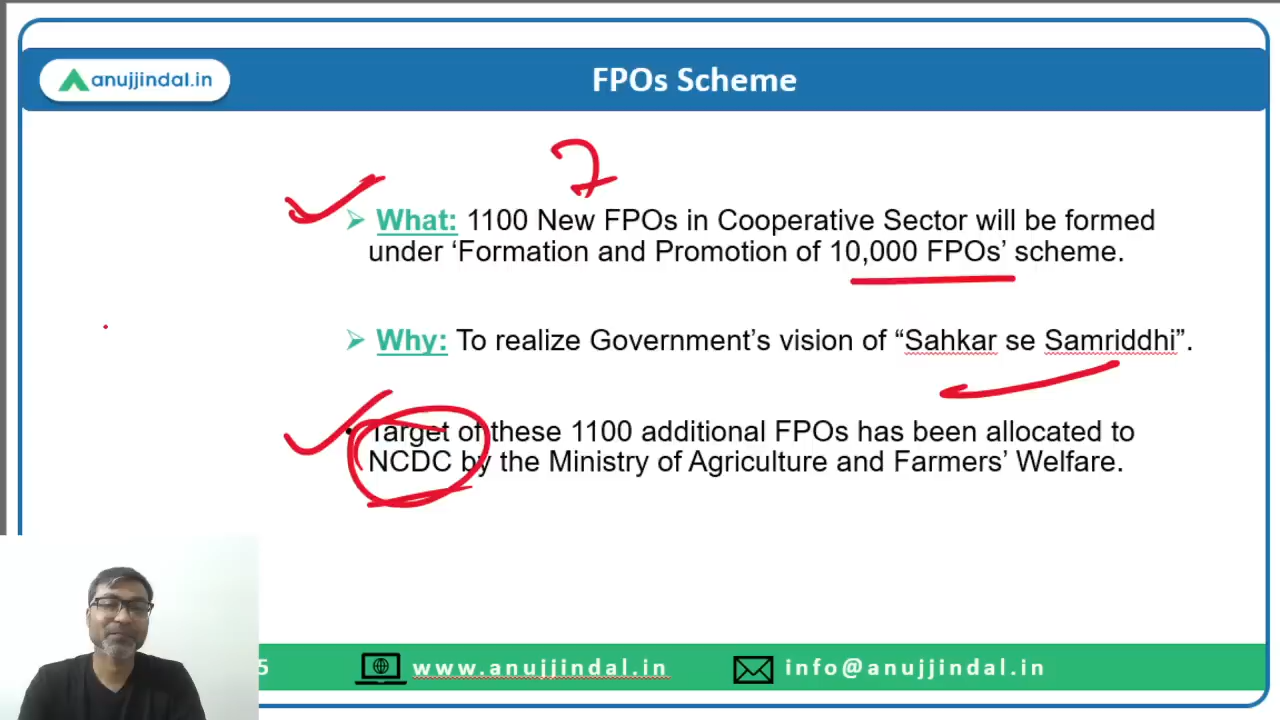 anujjindal.in
FPOs Scheme
2
➢ What: 1100 New FPOs in Cooperative Sector will be formed
under ‘Formation and Promotion of 10,000 FPOs’ scheme.
➢ Why: To realize Government’s vision of “Sahkar se Samriddhi”.
• Target of these 1100 additional FPOs has been allocated to
NCDC by the Ministry of Agriculture and Farmers’ Welfare.
5
www.anujjindal.in
info@anujjindal.in